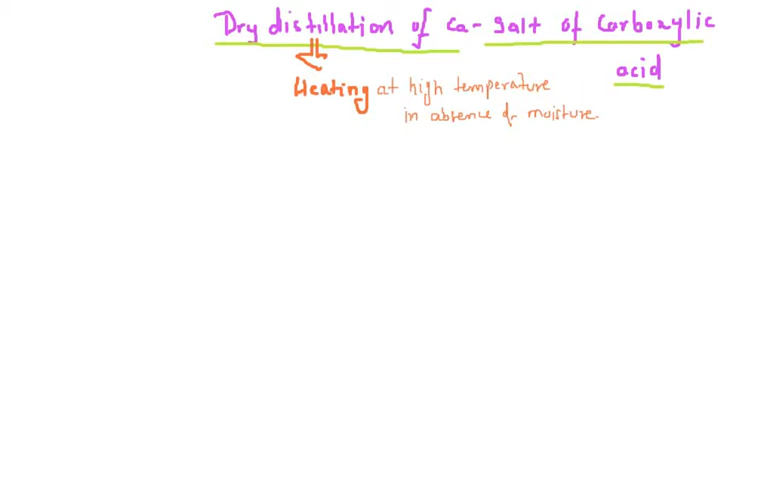 Dry distillation of Ca-salt of Carboxylic
acid
Heating at high temperature
in absence of moisture.